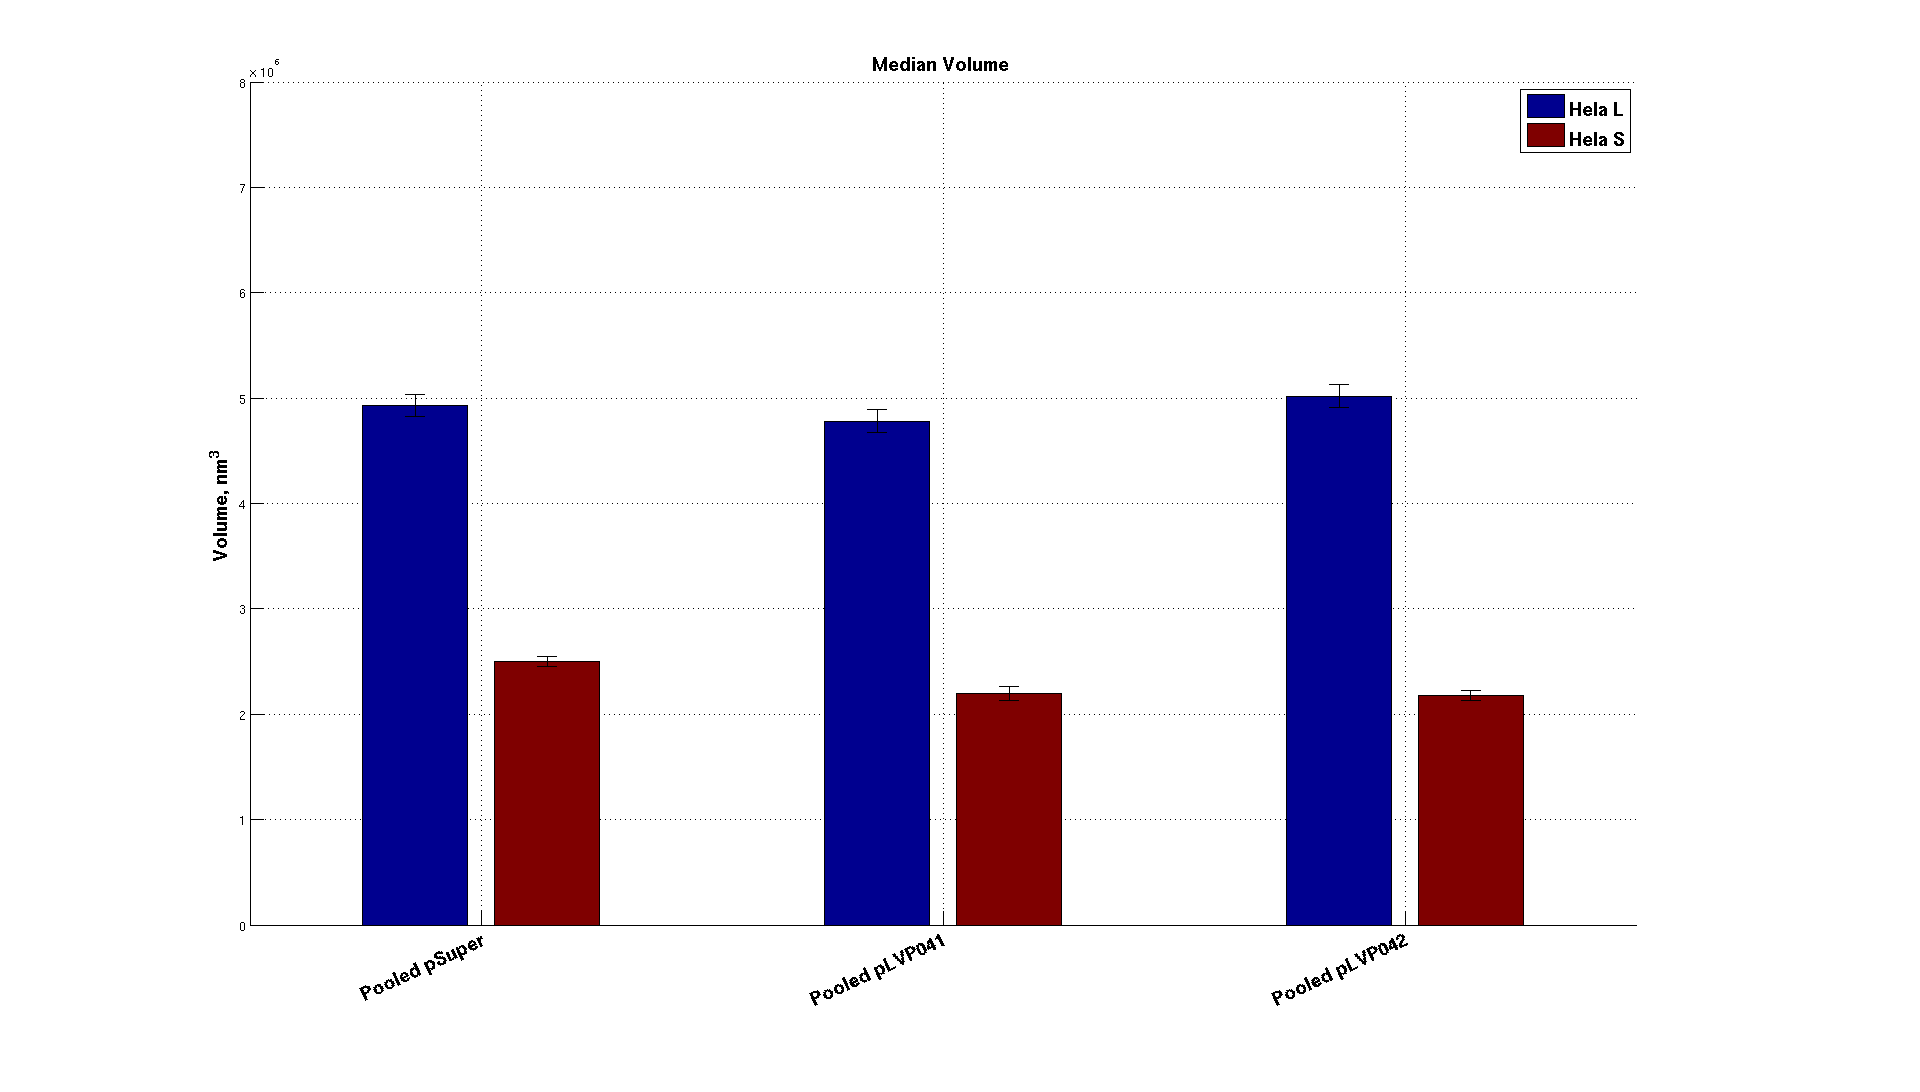 Median Volume
× 10^6
8
7
6
5
4
3
2
1
0
Volume, nm^3
Hela L
Hela S
Pooled pSuper
Pooled pLVP041
Pooled pLVP042